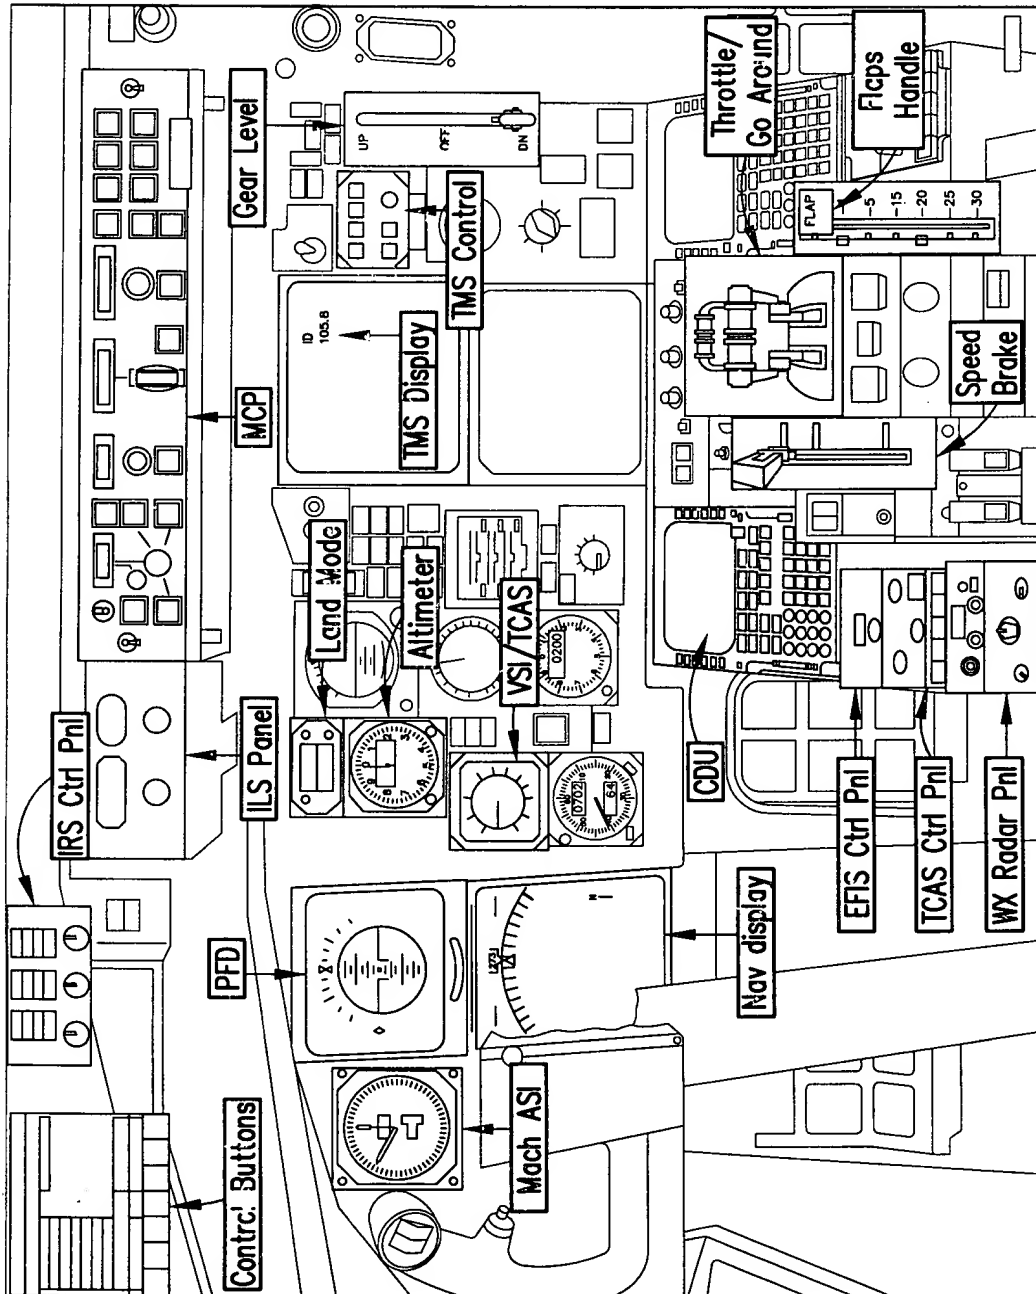 Control Buttons
IRS Ctrl Pnl
ILS Panel
MCP
Gear Level
PFD
Land Mode
Altimeter
TMS Display
ID
105.8
TMS Control
UP
OFF
DN
Mach ASI
VSI/TCAS
0702
64
0200
Nav display
CDU
Throttle/
Go Around
Flaps
Handle
FLAP
5
15
20
25
30
Speed
Brake
EFIS Ctrl Pnl
TCAS Ctrl Pnl
WX Radar Pnl